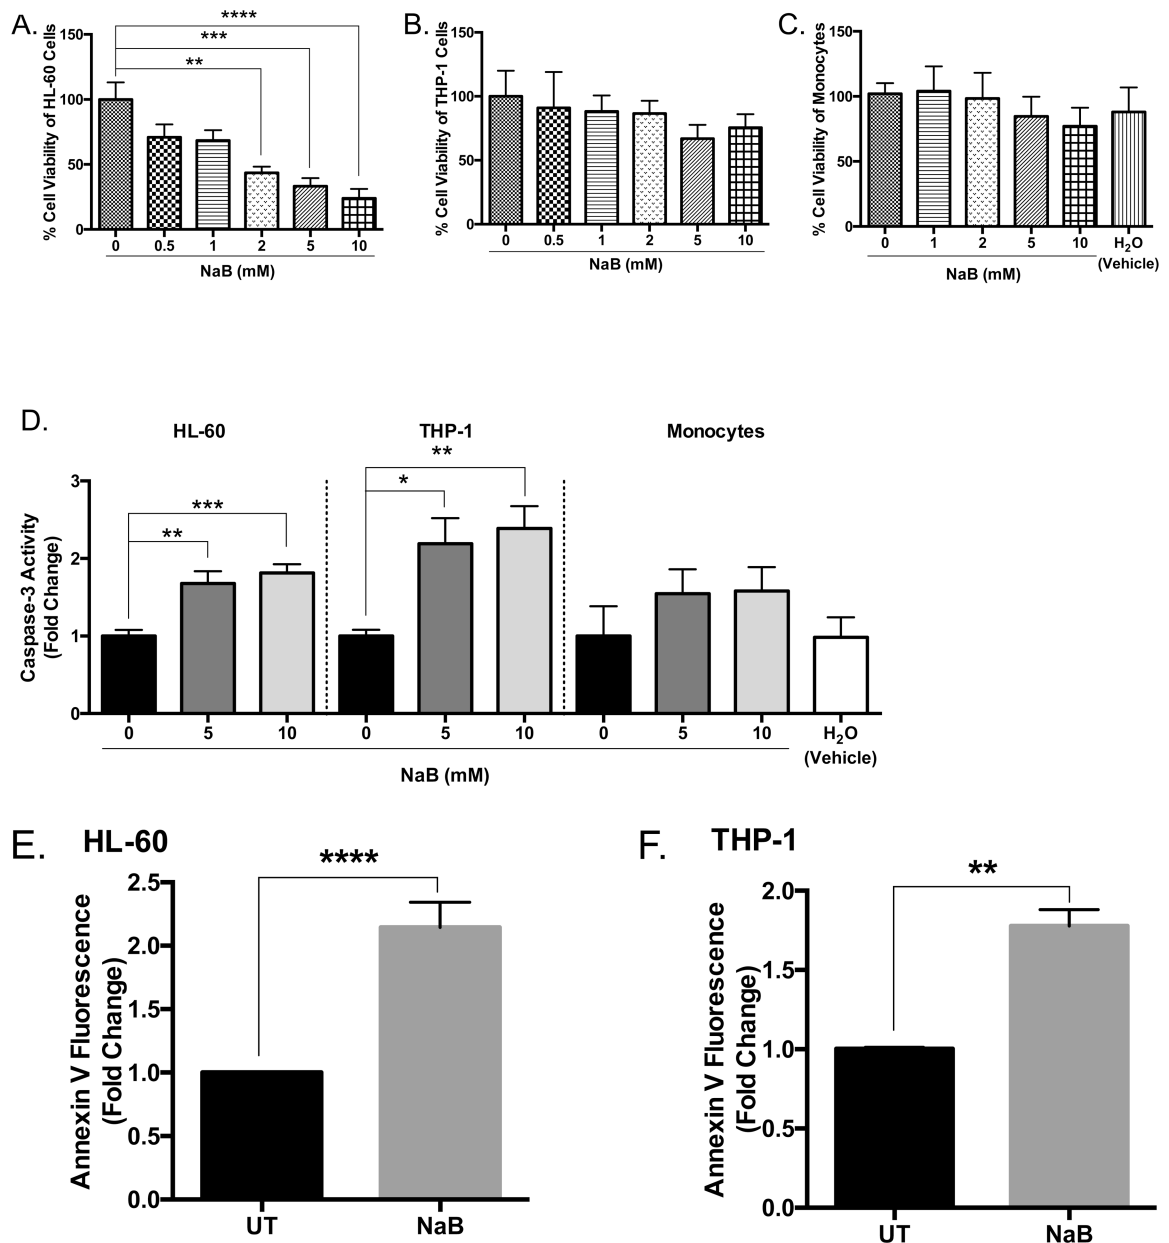 A.
% Cell Viability of HL-60 Cells
150
100
50
0
****
***
**
0 0.5 1 2 5 10
NaB (mM)
B.
% Cell Viability of THP-1 Cells
150
100
50
0
0 0.5 1 2 5 10
NaB (mM)
C.
% Cell Viability of Monocytes
150
100
50
0
0 1 2 5 10 H2O
(Vehicle)
NaB (mM)
D.
HL-60 THP-1 Monocytes
Caspase-3 Activity
(Fold Change)
3
2
1
0
***
**
**
*
0 5 10 0 5 10 0 5 10 H2O
(Vehicle)
NaB (mM)
E. HL-60
Annexin V Fluorescence
(Fold Change)
2.5
2.0
1.5
1.0
0.5
0.0
****
UT NaB
F. THP-1
Annexin V Fluorescence
(Fold Change)
2.0
1.5
1.0
0.5
0.0
**
UT NaB